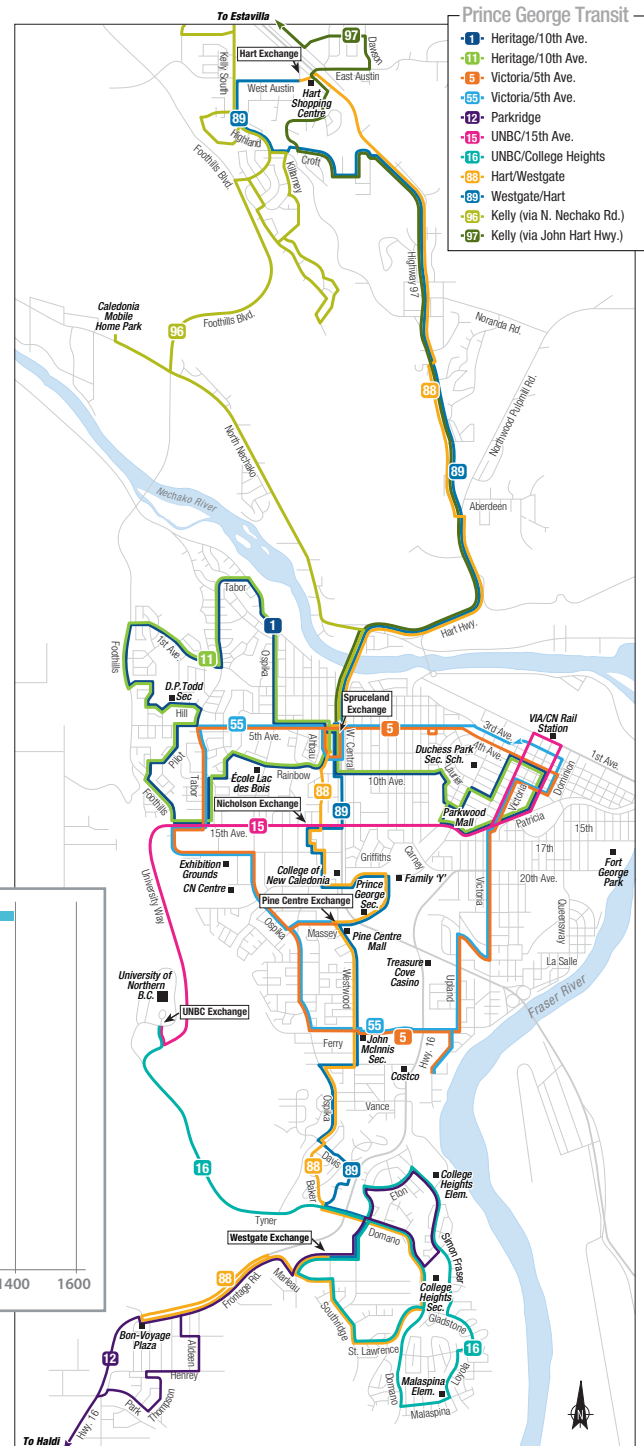 To Estavilla
Prince George Transit
1 Heritage/10th Ave.
11 Heritage/10th Ave.
5 Victoria/5th Ave.
55 Victoria/5th Ave.
12 Parkridge
15 UNBC/15th Ave.
16 UNBC/College Heights
88 Hart/Westgate
89 Westgate/Hart
96 Kelly (via N. Nechako Rd.)
97 Kelly (via John Hart Hwy.)
97
Dawson
Hart Exchange
Kelly South
East Austin
West Austin
Hart
Shopping
Centre
89
Highland
Foothills Blvd.
Croft
Kilarney
Highway 97
Caledonia
Mobile
Home Park
Foothills Blvd.
96
Noranda Rd.
88
Northwood Pulpmill Rd.
North Nechako
89
Nechako River
Aberdeen
Tabor
Hart Hwy.
1
1st Ave.
11
Foothills
Ospika
D.P.Todd
Sec
Spruceland
Exchange
Hill
55
5th Ave.
Ahbau
W. Central
5
3rd Ave.
4th Ave.
VIA/CN Rail
Station
1st Ave.
Duchess Park
Sec. Sch.
Pilot
Tabor
École Lac
des Bois
Rainbow
88
89
10th Ave.
Laurier
Victoria
Dominion
Foothills
Nicholson Exchange
Parkwood
Mall
Patricia
15
15th Ave.
15th
Griffiths
Carney
17th
Exhibition
Grounds
CN Centre
College of
New Caledonia
Prince
George
Sec.
Family 'Y'
Victoria
20th Ave.
Fort
George
Park
University Way
Pine Centre Exchange
Ospika
Massey
Pine Centre
Mall
Queensway
La Salle
Treasure
Cove
Casino
Westwood
Upland
Fraser River
University of
Northern
B.C.
UNBC Exchange
55
5
Ferry
John
McInnis
Sec.
Hwy. 16
Costco
Ospika
Vance
16
88
Davis
89
Baker
College
Heights
Elem.
Eton
Tyner
Westgate Exchange
Domano
Simon Fraser
88
Frontage Rd.
Marleau
1400
1600
Southridge
College
Heights
Sec.
Gladstone
St. Lawrence
16
Bon-Voyage
Plaza
12
Aldeen
Henrey
Domano
Loyola
Malaspina
Elem.
Malaspina
Park
Thompson
Hwy. 16
To Haldi
N